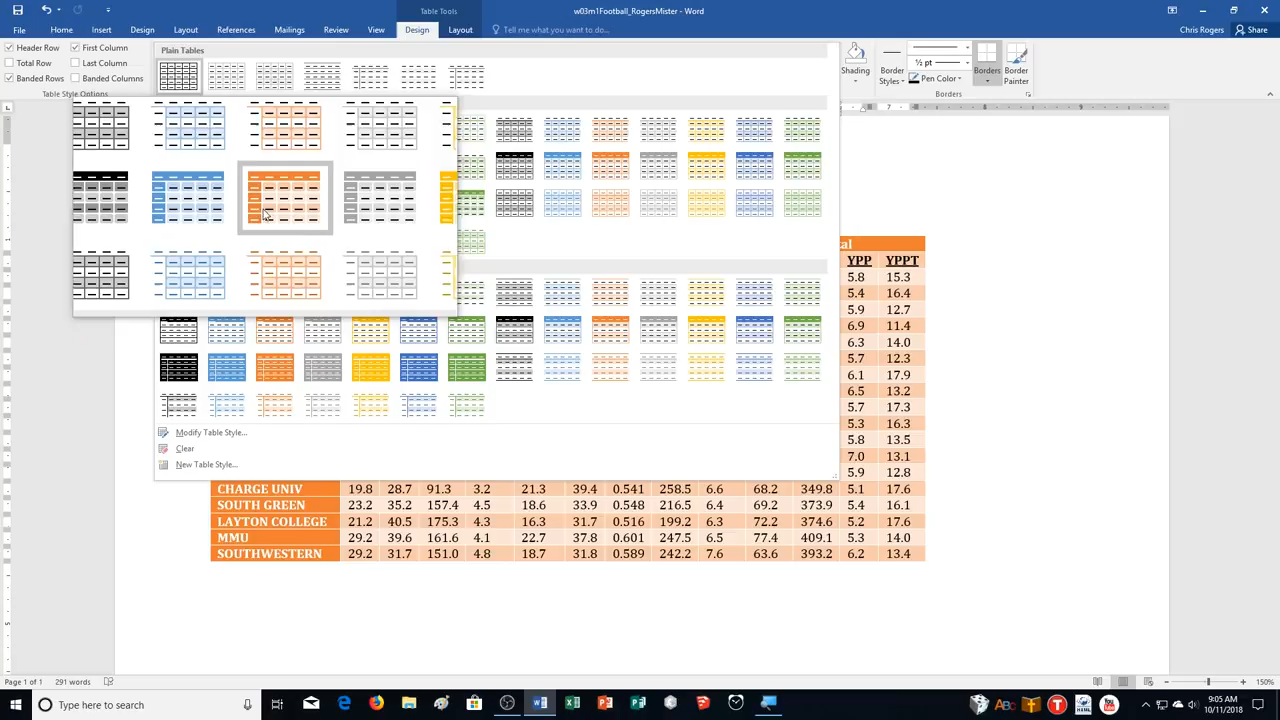 Table Tools
w03m1Football_RogersMister - Word
File Home Insert Design Layout References Mailings Review View Design Layout Tell me what you want to do... Chris Rogers Share
Header Row First Column
Total Row Last Column
Banded Rows Banded Columns
Table Style Options
Plain Tables
Shading
Border Styles
½ pt
Pen Color
Borders
Border Painter
Borders
7
YPP YPPT
5.8 15.3
5.4 16.4
5.9 12.7
6.9 11.4
6.3 14.0
5.7 12.3
6.1 17.9
6.5 13.2
5.7 17.3
5.3 16.3
5.8 13.5
7.0 13.1
5.9 12.8
Modify Table Style...
Clear
New Table Style...
CHARGE UNIV 19.8 28.7 91.3 3.2 21.3 39.4 0.541 258.5 6.6 68.2 349.8 5.1 17.6
SOUTH GREEN 23.2 35.2 157.4 4.5 18.6 33.9 0.548 216.5 6.4 69.2 373.9 5.4 16.1
LAYTON COLLEGE 21.2 40.5 175.3 4.3 16.3 31.7 0.516 199.2 6.3 72.2 374.6 5.2 17.6
MMU 29.2 39.6 161.6 4.1 22.7 37.8 0.601 247.5 6.5 77.4 409.1 5.3 14.0
SOUTHWESTERN 29.2 31.7 151.0 4.8 18.7 31.8 0.589 242.2 7.6 63.6 393.2 6.2 13.4
Page 1 of 1 291 words 150%
Type here to search
9:05 AM
10/11/2018